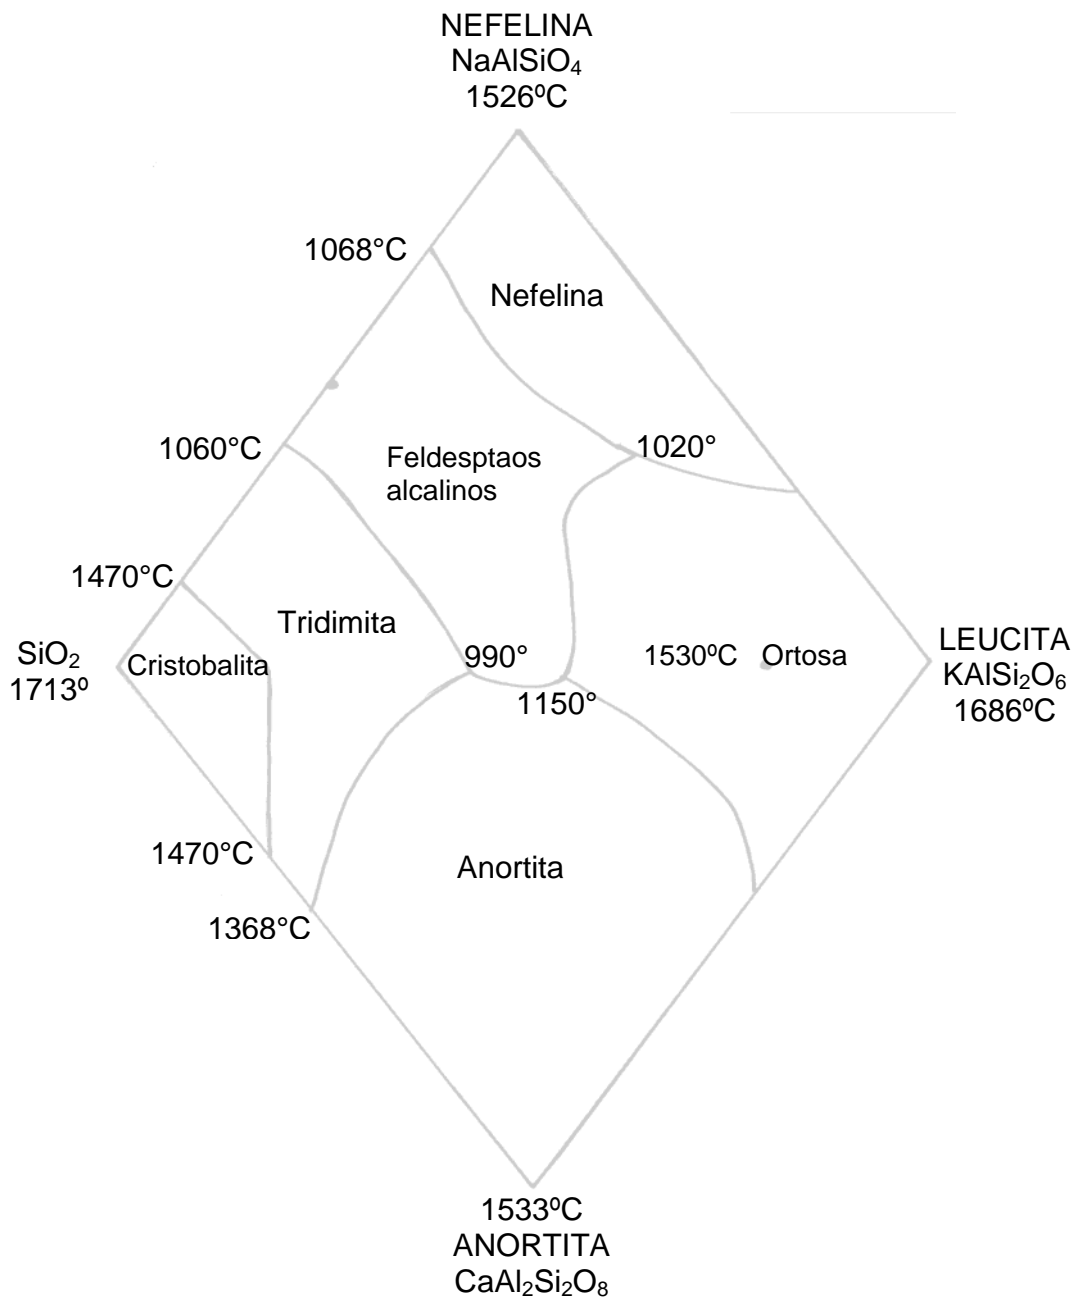 NEFELINA
NaAlSiO₄
1526ºC
1068°C
Nefelina
1060°C
Feldesptaos
alcalinos
1020°
1470°C
Tridimita
SiO₂
1713º
Cristobalita
990°
1150°
1530ºC
Ortosa
LEUCITA
KAlSi₂O₆
1686ºC
1470°C
Anortita
1368°C
1533ºC
ANORTITA
CaAl₂Si₂O₈